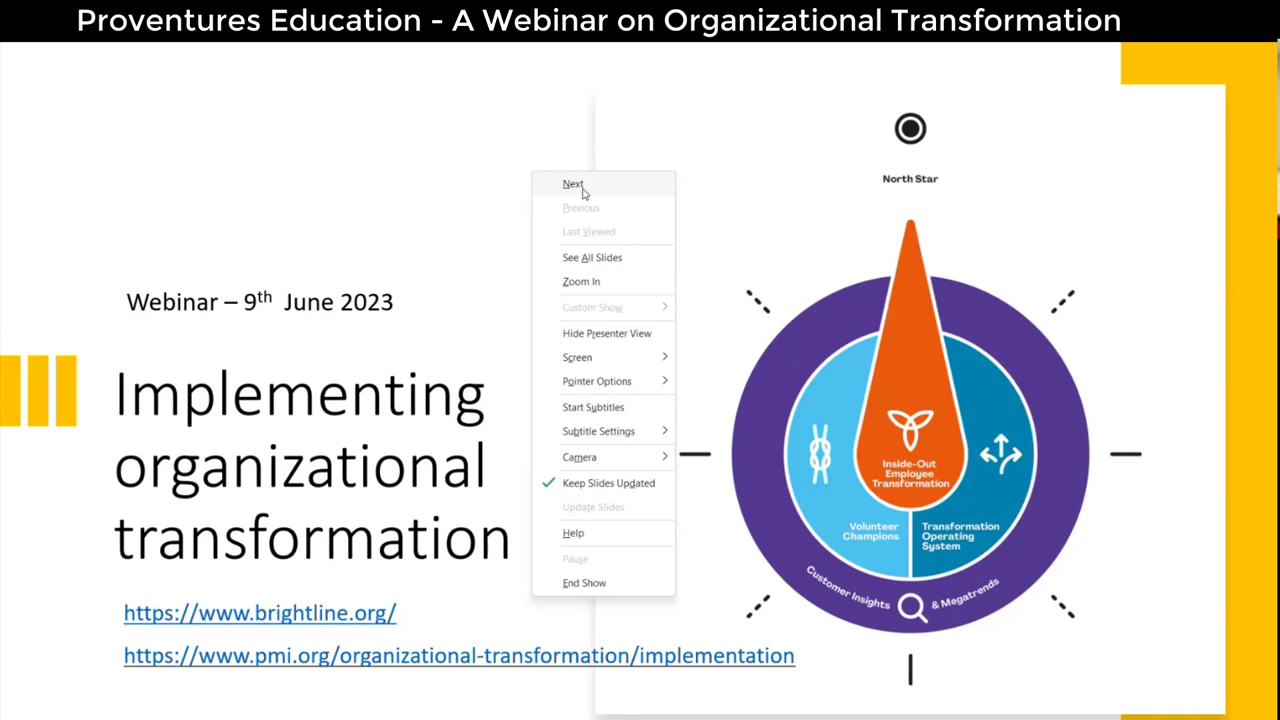 Proventures Education - A Webinar on Organizational Transformation
North Star
Next
Previous
Last Viewed
See All Slides
Zoom In
Custom Show
Hide Presenter View
Screen
Pointer Options
Start Subtitles
Subtitle Settings
Camera
Keep Slides Updated
Update Slides
Help
Pause
End Show
Webinar – 9th June 2023
Implementing
organizational
transformation
https://www.brightline.org/
https://www.pmi.org/organizational-transformation/implementation
Inside-Out
Employee
Transformation
Volunteer
Champions
Transformation
Operating
System
Customer Insights & Megatrends